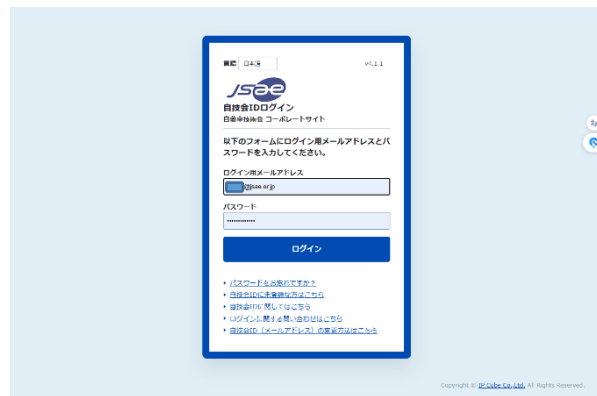 言語 日本語 v4.1.1
JSAE
自技会IDログイン
自動車技術会 コーポレートサイト
以下のフォームにログイン用メールアドレスとパ
スワードを入力してください。
ログイン用メールアドレス
@jsae.or.jp
パスワード
ログイン
パスワードをお忘れですか？
自技会IDに未登録な方はこちら
自技会IDに関してはこちら
ログインに関する問い合わせはこちら
自技会ID（メールアドレス）の変更方法はこちら
Copyright © IP Cube Co.,Ltd. All Rights Reserved.